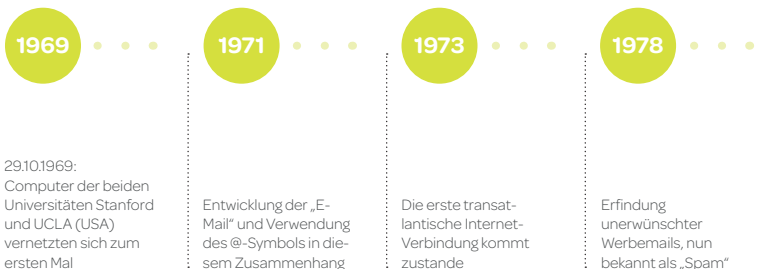 1969
1971
1973
1978
29.10.1969:
Computer der beiden
Universitäten Stanford
und UCLA (USA)
vernetzten sich zum
ersten Mal
Entwicklung der „E-
Mail“ und Verwendung
des @-Symbols in die-
sem Zusammenhang
Die erste transat-
lantische Internet-
Verbindung kommt
zustande
Erfindung
unerwünschter
Werbemails, nun
bekannt als „Spam“